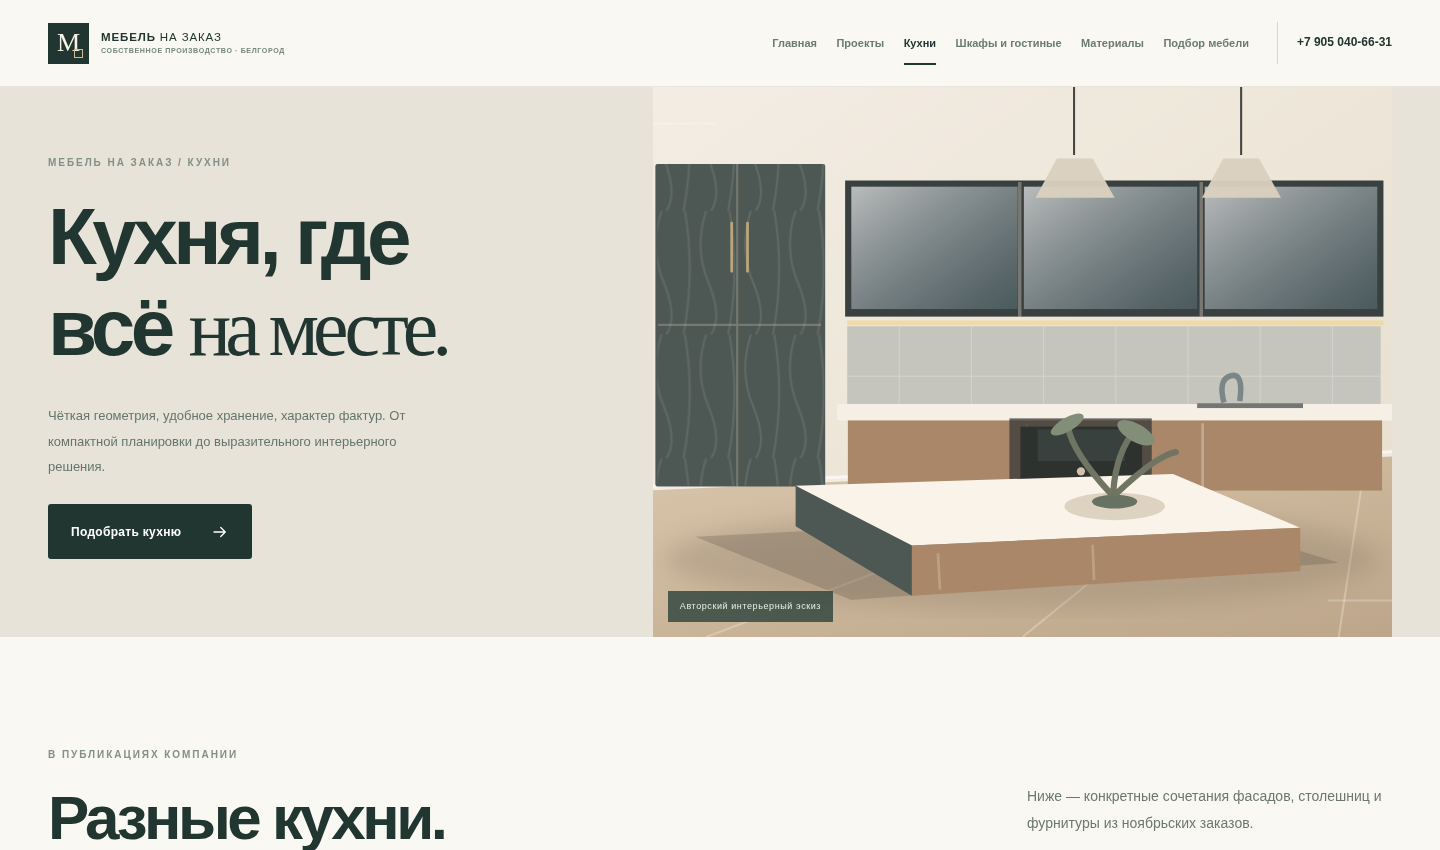 М
МЕБЕЛЬ НА ЗАКАЗ
СОБСТВЕННОЕ ПРОИЗВОДСТВО · БЕЛГОРОД
Главная Проекты Кухни Шкафы и гостиные Материалы Подбор мебели
+7 905 040-66-31
МЕБЕЛЬ НА ЗАКАЗ / КУХНИ
Кухня, где
всё на месте.
Чёткая геометрия, удобное хранение, характер фактур. От
компактной планировки до выразительного интерьерного
решения.
Подобрать кухню
Авторский интерьерный эскиз
В ПУБЛИКАЦИЯХ КОМПАНИИ
Разные кухни.
Ниже — конкретные сочетания фасадов, столешниц и
фурнитуры из ноябрьских заказов.